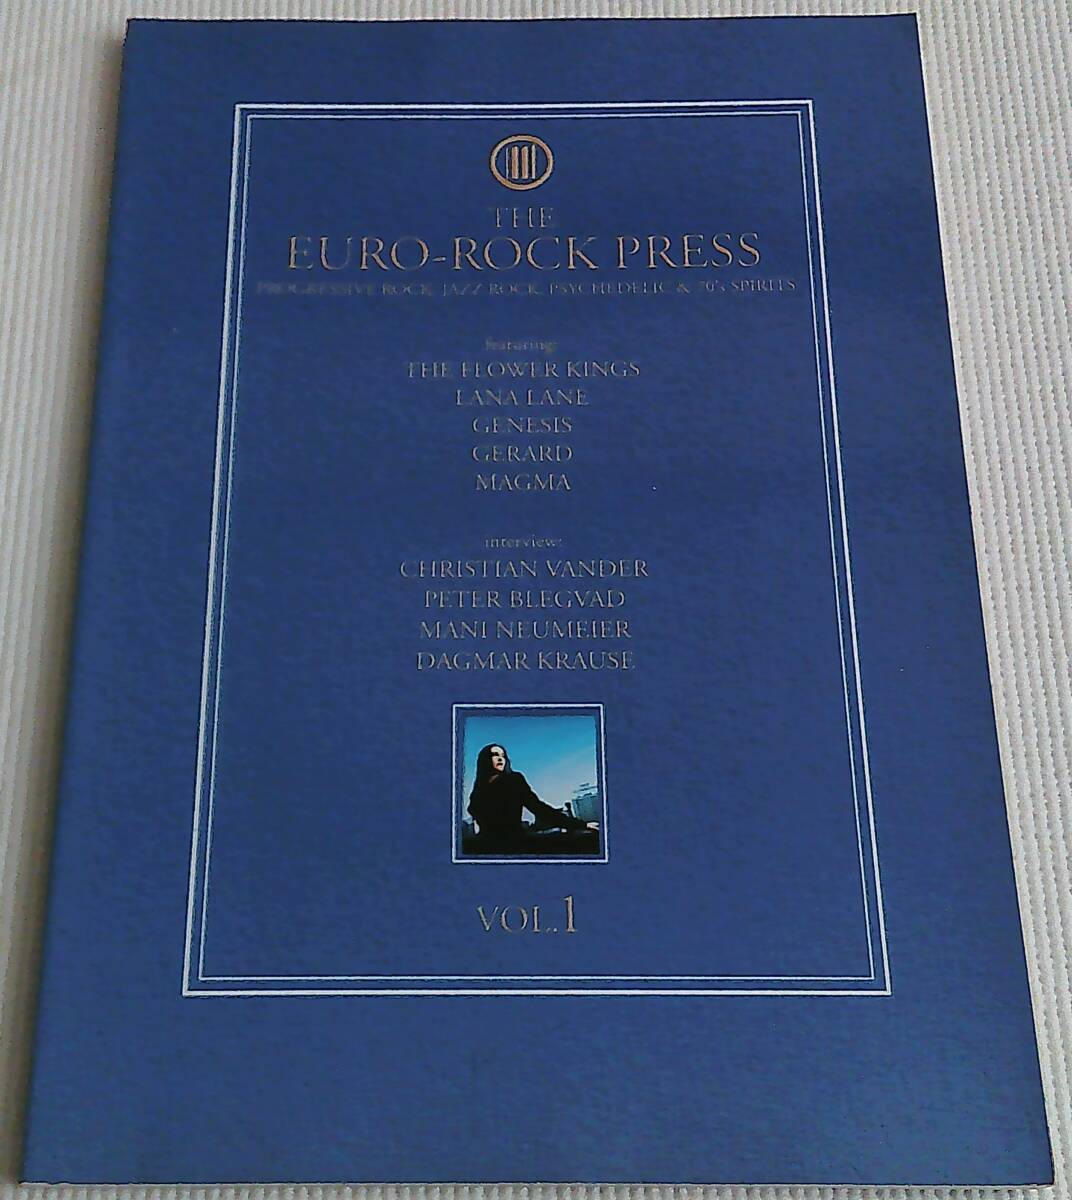 THE
EURO-ROCK PRESS
PROGRESSIVE ROCK, JAZZ ROCK, PSYCHEDELIC & 70's SPIRITS
featuring:
THE FLOWER KINGS
LANA LANE
GENESIS
GERARD
MAGMA
interview:
CHRISTIAN VANDER
PETER BLEGVAD
MANI NEUMEIER
DAGMAR KRAUSE
VOL.1